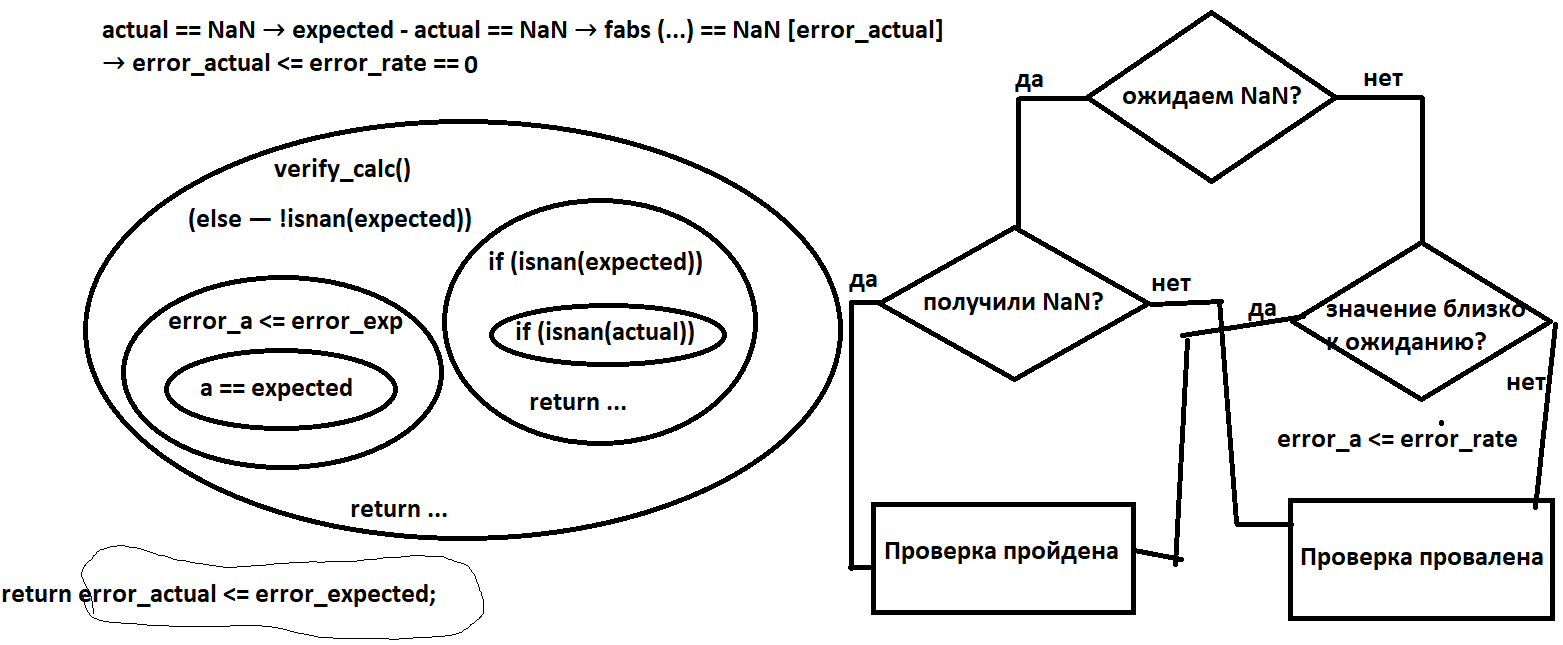 actual == NaN → expected - actual == NaN → fabs (...) == NaN [error_actual]
→ error_actual <= error_rate == 0
verify_calc()
(else — !isnan(expected))
if (isnan(expected))
error_a <= error_exp
if (isnan(actual))
a == expected
return ...
return ...
return error_actual <= error_expected;
ожидаем NaN?
да
нет
получили NaN?
да
нет
значение близко
к ожиданию?
да
нет
error_a <= error_rate
Проверка пройдена
Проверка провалена